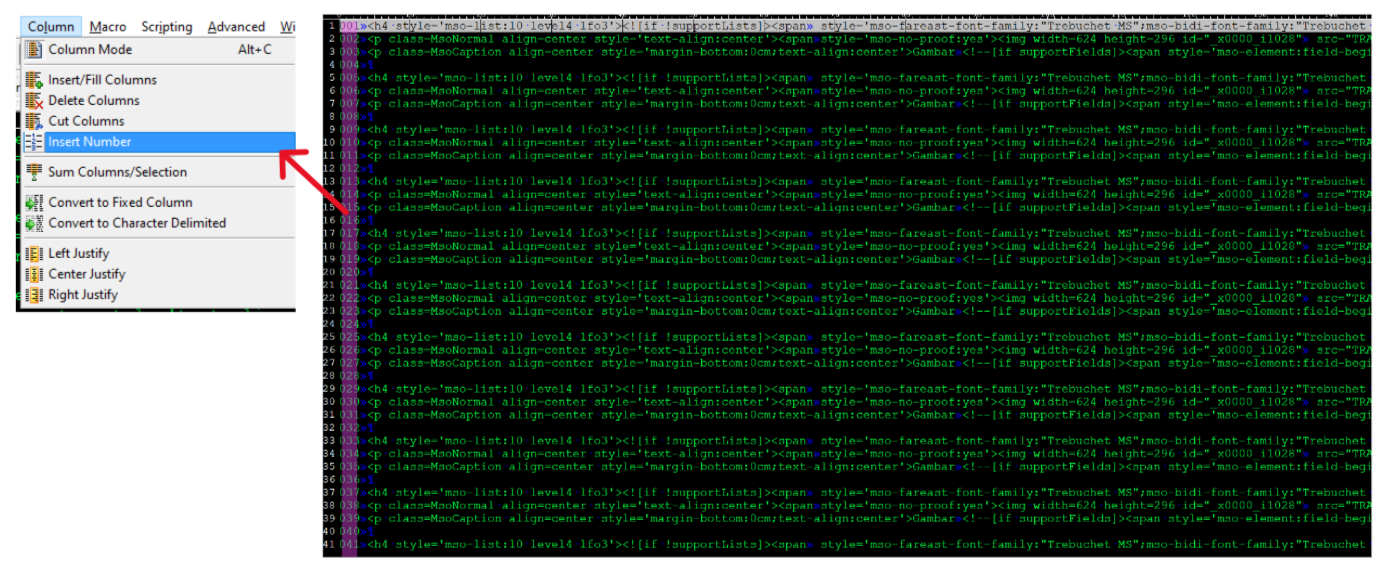 Column Macro Scripting Advanced Wi
Column Mode Alt+C
Insert/Fill Columns
Delete Columns
Cut Columns
Insert Number
Sum Columns/Selection
Convert to Fixed Column
Convert to Character Delimited
Left Justify
Center Justify
Right Justify
1 001»<h4 style='mso-list:l0 level4 lfo3'><![if !supportLists]><span» style='mso-fareast-font-family:"Trebuchet MS";mso-bidi-font-family:"Trebuchet
2 002»<p class=MsoNormal align=center style='text-align:center'><span»style='mso-no-proof:yes'><img width=624 height=296 id="_x0000_i1028"» src="TRA
3 003»<p class=MsoCaption align=center style='margin-bottom:0cm;text-align:center'>Gambar»<!--[if supportFields]><span style='mso-element:field-begi
4 004»¶
5 005»<h4 style='mso-list:l0 level4 lfo3'><![if !supportLists]><span» style='mso-fareast-font-family:"Trebuchet MS";mso-bidi-font-family:"Trebuchet
6 006»<p class=MsoNormal align=center style='text-align:center'><span»style='mso-no-proof:yes'><img width=624 height=296 id="_x0000_i1028"» src="TRA
7 007»<p class=MsoCaption align=center style='margin-bottom:0cm;text-align:center'>Gambar»<!--[if supportFields]><span style='mso-element:field-begi
8 008»¶
9 009»<h4 style='mso-list:l0 level4 lfo3'><![if !supportLists]><span» style='mso-fareast-font-family:"Trebuchet MS";mso-bidi-font-family:"Trebuchet
10 010»<p class=MsoNormal align=center style='text-align:center'><span»style='mso-no-proof:yes'><img width=624 height=296 id="_x0000_i1028"» src="TRA
11 011»<p class=MsoCaption align=center style='margin-bottom:0cm;text-align:center'>Gambar»<!--[if supportFields]><span style='mso-element:field-begi
12 012»¶
13 013»<h4 style='mso-list:l0 level4 lfo3'><![if !supportLists]><span» style='mso-fareast-font-family:"Trebuchet MS";mso-bidi-font-family:"Trebuchet
14 014»<p class=MsoNormal align=center style='text-align:center'><span»style='mso-no-proof:yes'><img width=624 height=296 id="_x0000_i1028"» src="TRA
15 015»<p class=MsoCaption align=center style='margin-bottom:0cm;text-align:center'>Gambar»<!--[if supportFields]><span style='mso-element:field-begi
16 016»¶
17 017»<h4 style='mso-list:l0 level4 lfo3'><![if !supportLists]><span» style='mso-fareast-font-family:"Trebuchet MS";mso-bidi-font-family:"Trebuchet
18 018»<p class=MsoNormal align=center style='text-align:center'><span»style='mso-no-proof:yes'><img width=624 height=296 id="_x0000_i1028"» src="TRA
19 019»<p class=MsoCaption align=center style='margin-bottom:0cm;text-align:center'>Gambar»<!--[if supportFields]><span style='mso-element:field-begi
20 020»¶
21 021»<h4 style='mso-list:l0 level4 lfo3'><![if !supportLists]><span» style='mso-fareast-font-family:"Trebuchet MS";mso-bidi-font-family:"Trebuchet
22 022»<p class=MsoNormal align=center style='text-align:center'><span»style='mso-no-proof:yes'><img width=624 height=296 id="_x0000_i1028"» src="TRA
23 023»<p class=MsoCaption align=center style='margin-bottom:0cm;text-align:center'>Gambar»<!--[if supportFields]><span style='mso-element:field-begi
24 024»¶
25 025»<h4 style='mso-list:l0 level4 lfo3'><![if !supportLists]><span» style='mso-fareast-font-family:"Trebuchet MS";mso-bidi-font-family:"Trebuchet
26 026»<p class=MsoNormal align=center style='text-align:center'><span»style='mso-no-proof:yes'><img width=624 height=296 id="_x0000_i1028"» src="TRA
27 027»<p class=MsoCaption align=center style='margin-bottom:0cm;text-align:center'>Gambar»<!--[if supportFields]><span style='mso-element:field-begi
28 028»¶
29 029»<h4 style='mso-list:l0 level4 lfo3'><![if !supportLists]><span» style='mso-fareast-font-family:"Trebuchet MS";mso-bidi-font-family:"Trebuchet
30 030»<p class=MsoNormal align=center style='text-align:center'><span»style='mso-no-proof:yes'><img width=624 height=296 id="_x0000_i1028"» src="TRA
31 031»<p class=MsoCaption align=center style='margin-bottom:0cm;text-align:center'>Gambar»<!--[if supportFields]><span style='mso-element:field-begi
32 032»¶
33 033»<h4 style='mso-list:l0 level4 lfo3'><![if !supportLists]><span» style='mso-fareast-font-family:"Trebuchet MS";mso-bidi-font-family:"Trebuchet
34 034»<p class=MsoNormal align=center style='text-align:center'><span»style='mso-no-proof:yes'><img width=624 height=296 id="_x0000_i1028"» src="TRA
35 035»<p class=MsoCaption align=center style='margin-bottom:0cm;text-align:center'>Gambar»<!--[if supportFields]><span style='mso-element:field-begi
36 036»¶
37 037»<h4 style='mso-list:l0 level4 lfo3'><![if !supportLists]><span» style='mso-fareast-font-family:"Trebuchet MS";mso-bidi-font-family:"Trebuchet
38 038»<p class=MsoNormal align=center style='text-align:center'><span»style='mso-no-proof:yes'><img width=624 height=296 id="_x0000_i1028"» src="TRA
39 039»<p class=MsoCaption align=center style='margin-bottom:0cm;text-align:center'>Gambar»<!--[if supportFields]><span style='mso-element:field-begi
40 040»¶
41 041»<h4 style='mso-list:l0 level4 lfo3'><![if !supportLists]><span» style='mso-fareast-font-family:"Trebuchet MS";mso-bidi-font-family:"Trebuchet